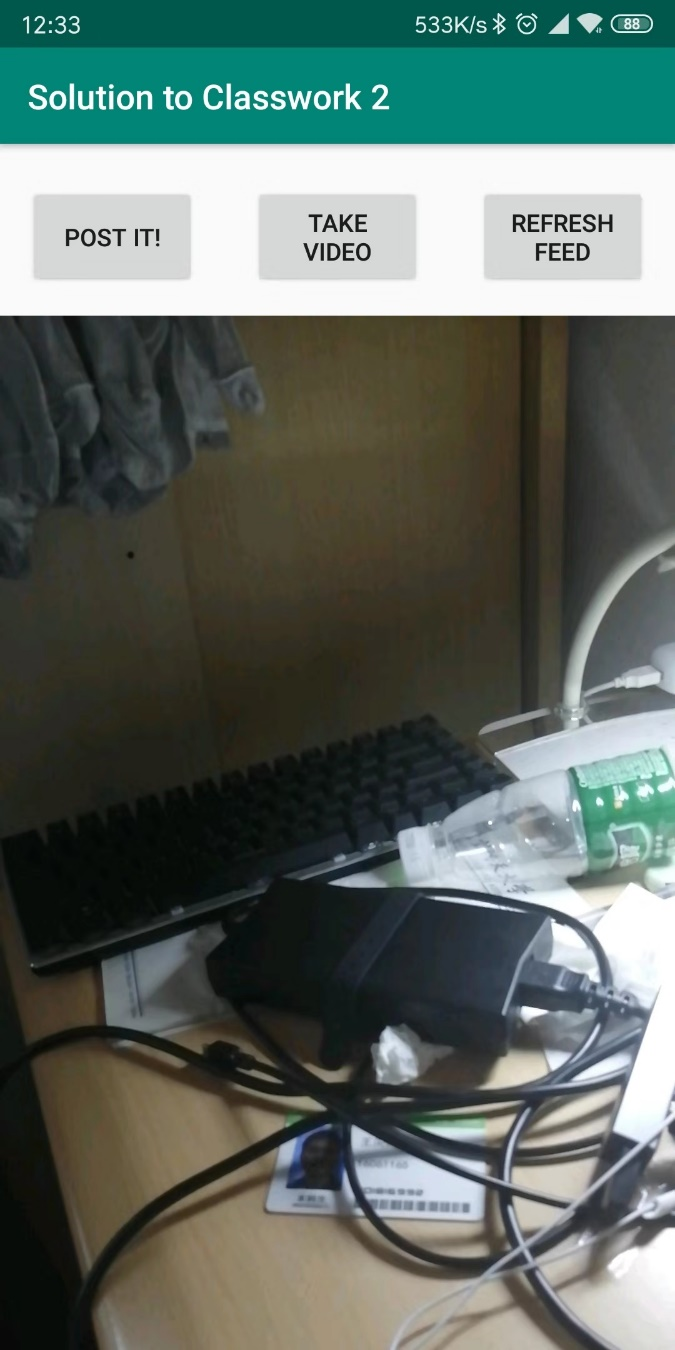 12:33 533K/s 88
Solution to Classwork 2
POST IT!
TAKE
VIDEO
REFRESH
FEED